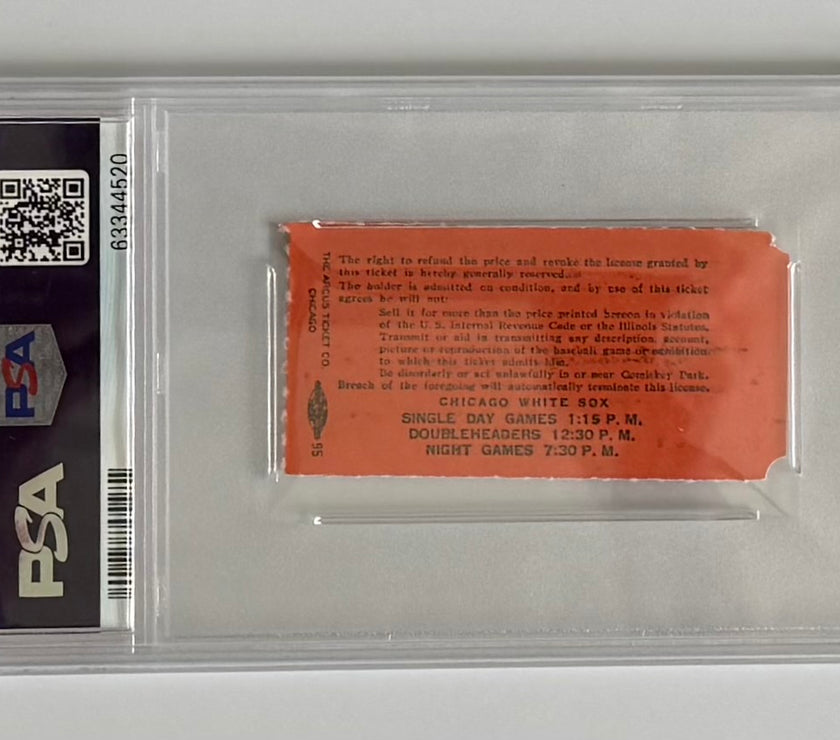 63344520
PSA
PSA
THE ARCUS TICKET CO.
CHICAGO
95
The right to refund the price and revoke the license granted by
this ticket is hereby generally reserved.
The holder is admitted on condition, and by use of this ticket
agrees he will not:
Sell it for more than the price printed hereon in violation
of the U. S. Internal Revenue Code or the Illinois Statutes.
Transmit or aid in transmitting any description, account,
picture or reproduction of the baseball game or exhibition
to which this ticket admits him.
Be disorderly or act unlawfully in or near Comiskey Park.
Breach of the foregoing will automatically terminate this license.
CHICAGO WHITE SOX
SINGLE DAY GAMES 1:15 P. M.
DOUBLEHEADERS 12:30 P. M.
NIGHT GAMES 7:30 P. M.